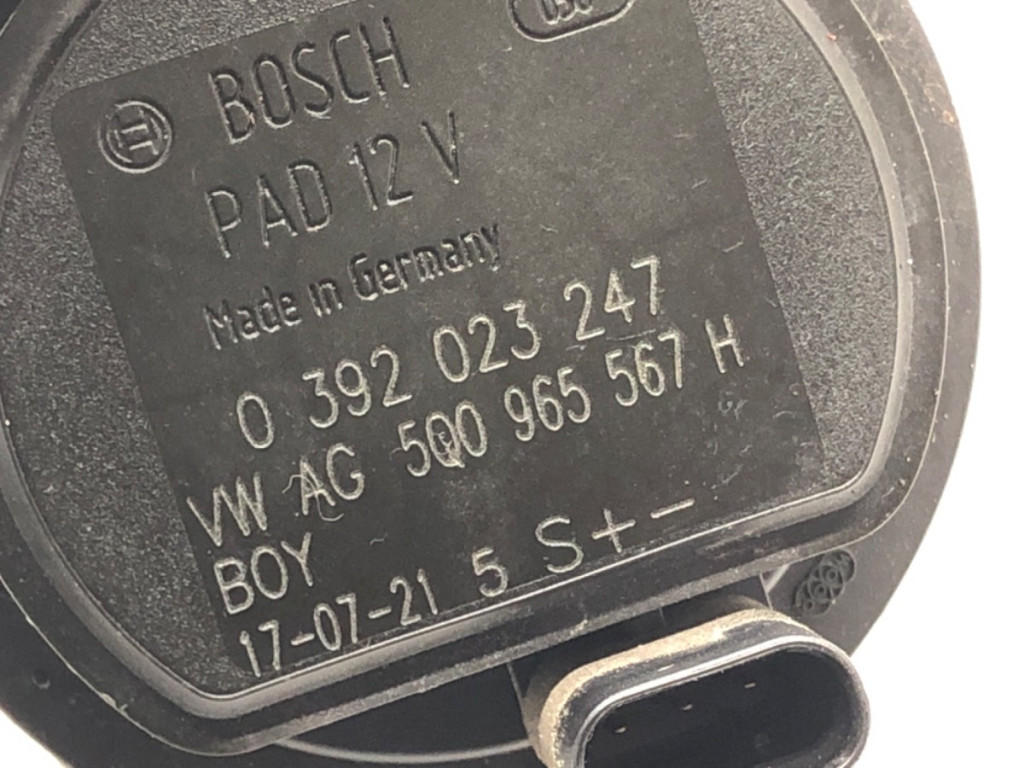 BOSCH
PAD 12 V
Made in Germany
0 392 023 247
VW AG 5Q0 965 567 H
BOY
17-07-21 5 S + -